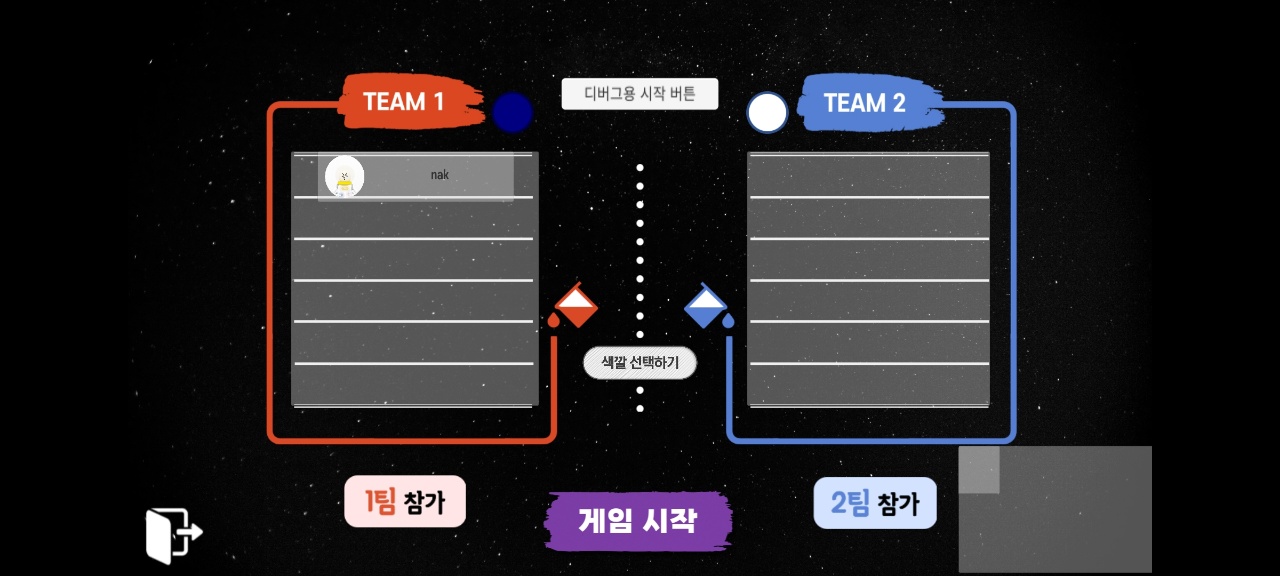 TEAM 1
디버그용 시작 버튼
TEAM 2
nak
색깔 선택하기
1팀 참가
2팀 참가
게임 시작